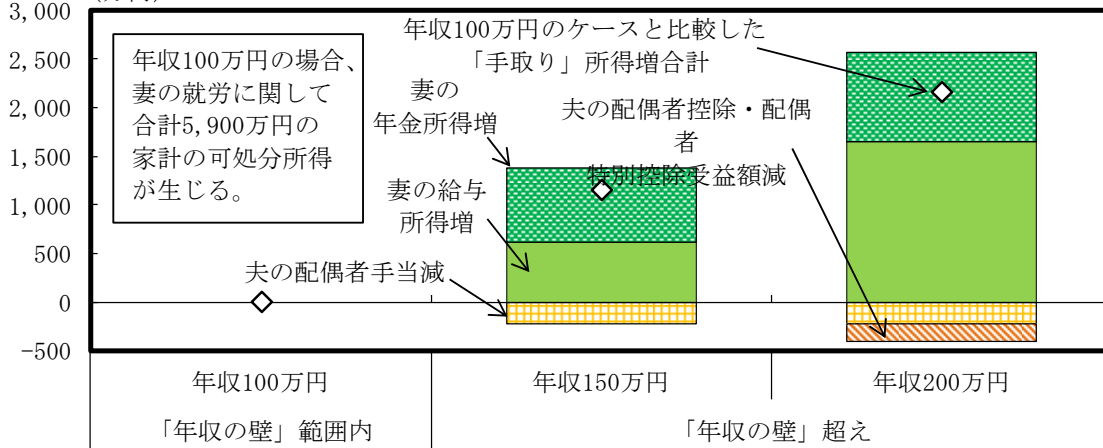 3,000
2,500
2,000
1,500
1,000
500
0
-500
年収100万円の場合、
妻の就労に関して
合計5,900万円の
家計の可処分所得
が生じる。
年収100万円のケースと比較した
「手取り」所得増合計
妻の
年金所得増
夫の配偶者控除・配偶
者
特別控除受益額減
妻の給与
所得増
夫の配偶者手当減
年収100万円
年収150万円
年収200万円
「年収の壁」範囲内
「年収の壁」超え